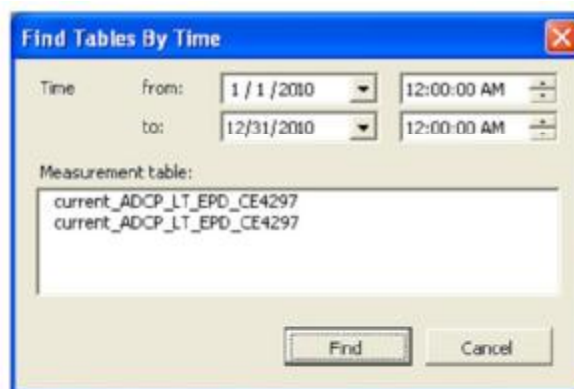 Find Tables By Time
Time from: 1 / 1 /2010 12:00:00 AM
to: 12/31/2010 12:00:00 AM
Measurement table:
current_ADCP_LT_EPD_CE4297
current_ADCP_LT_EPD_CE4297
Find Cancel